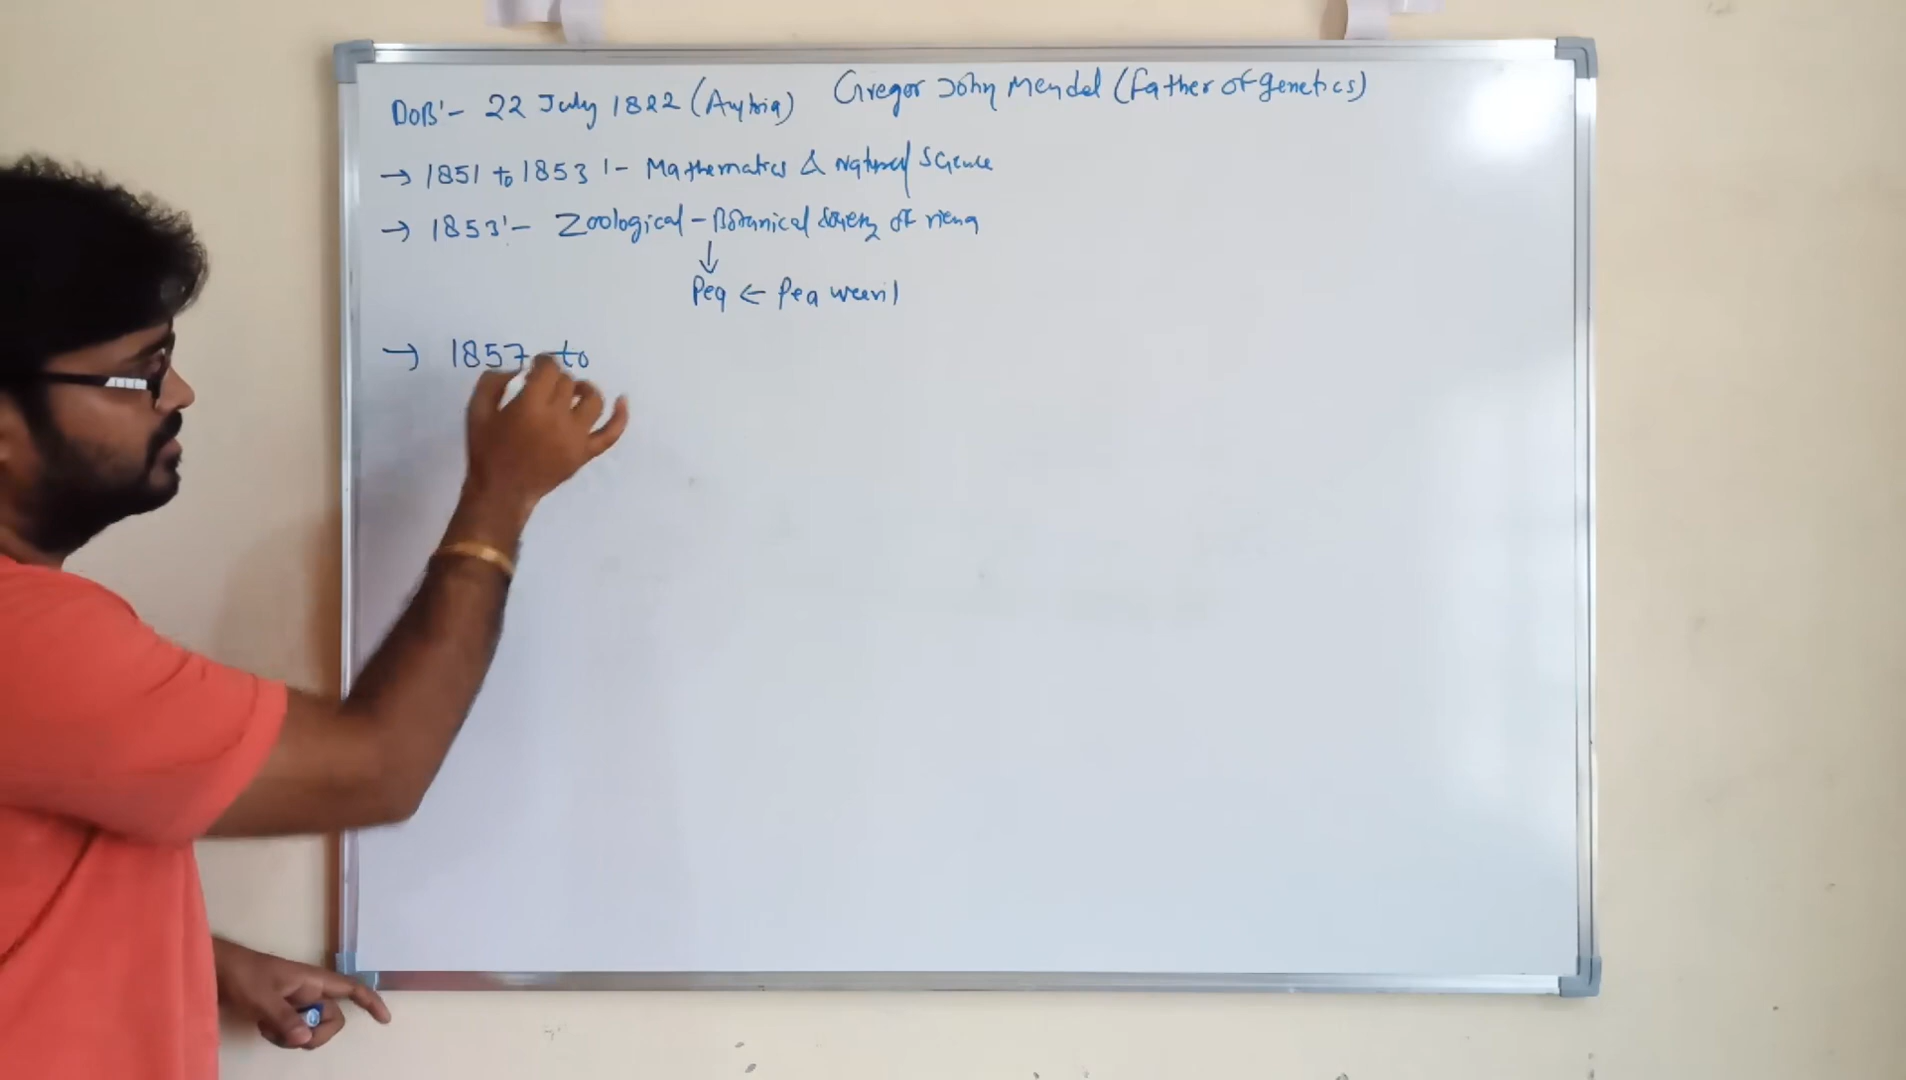 Gregor John Mendel (Father of genetics)
DOB:- 22 July 1822 (Austria)
→ 1851 to 1853 :- Mathematics & Natural Science
→ 1853:- Zoological - Botanical Society of viena
↓
Pea ← Pea weevil
→ 1857 to